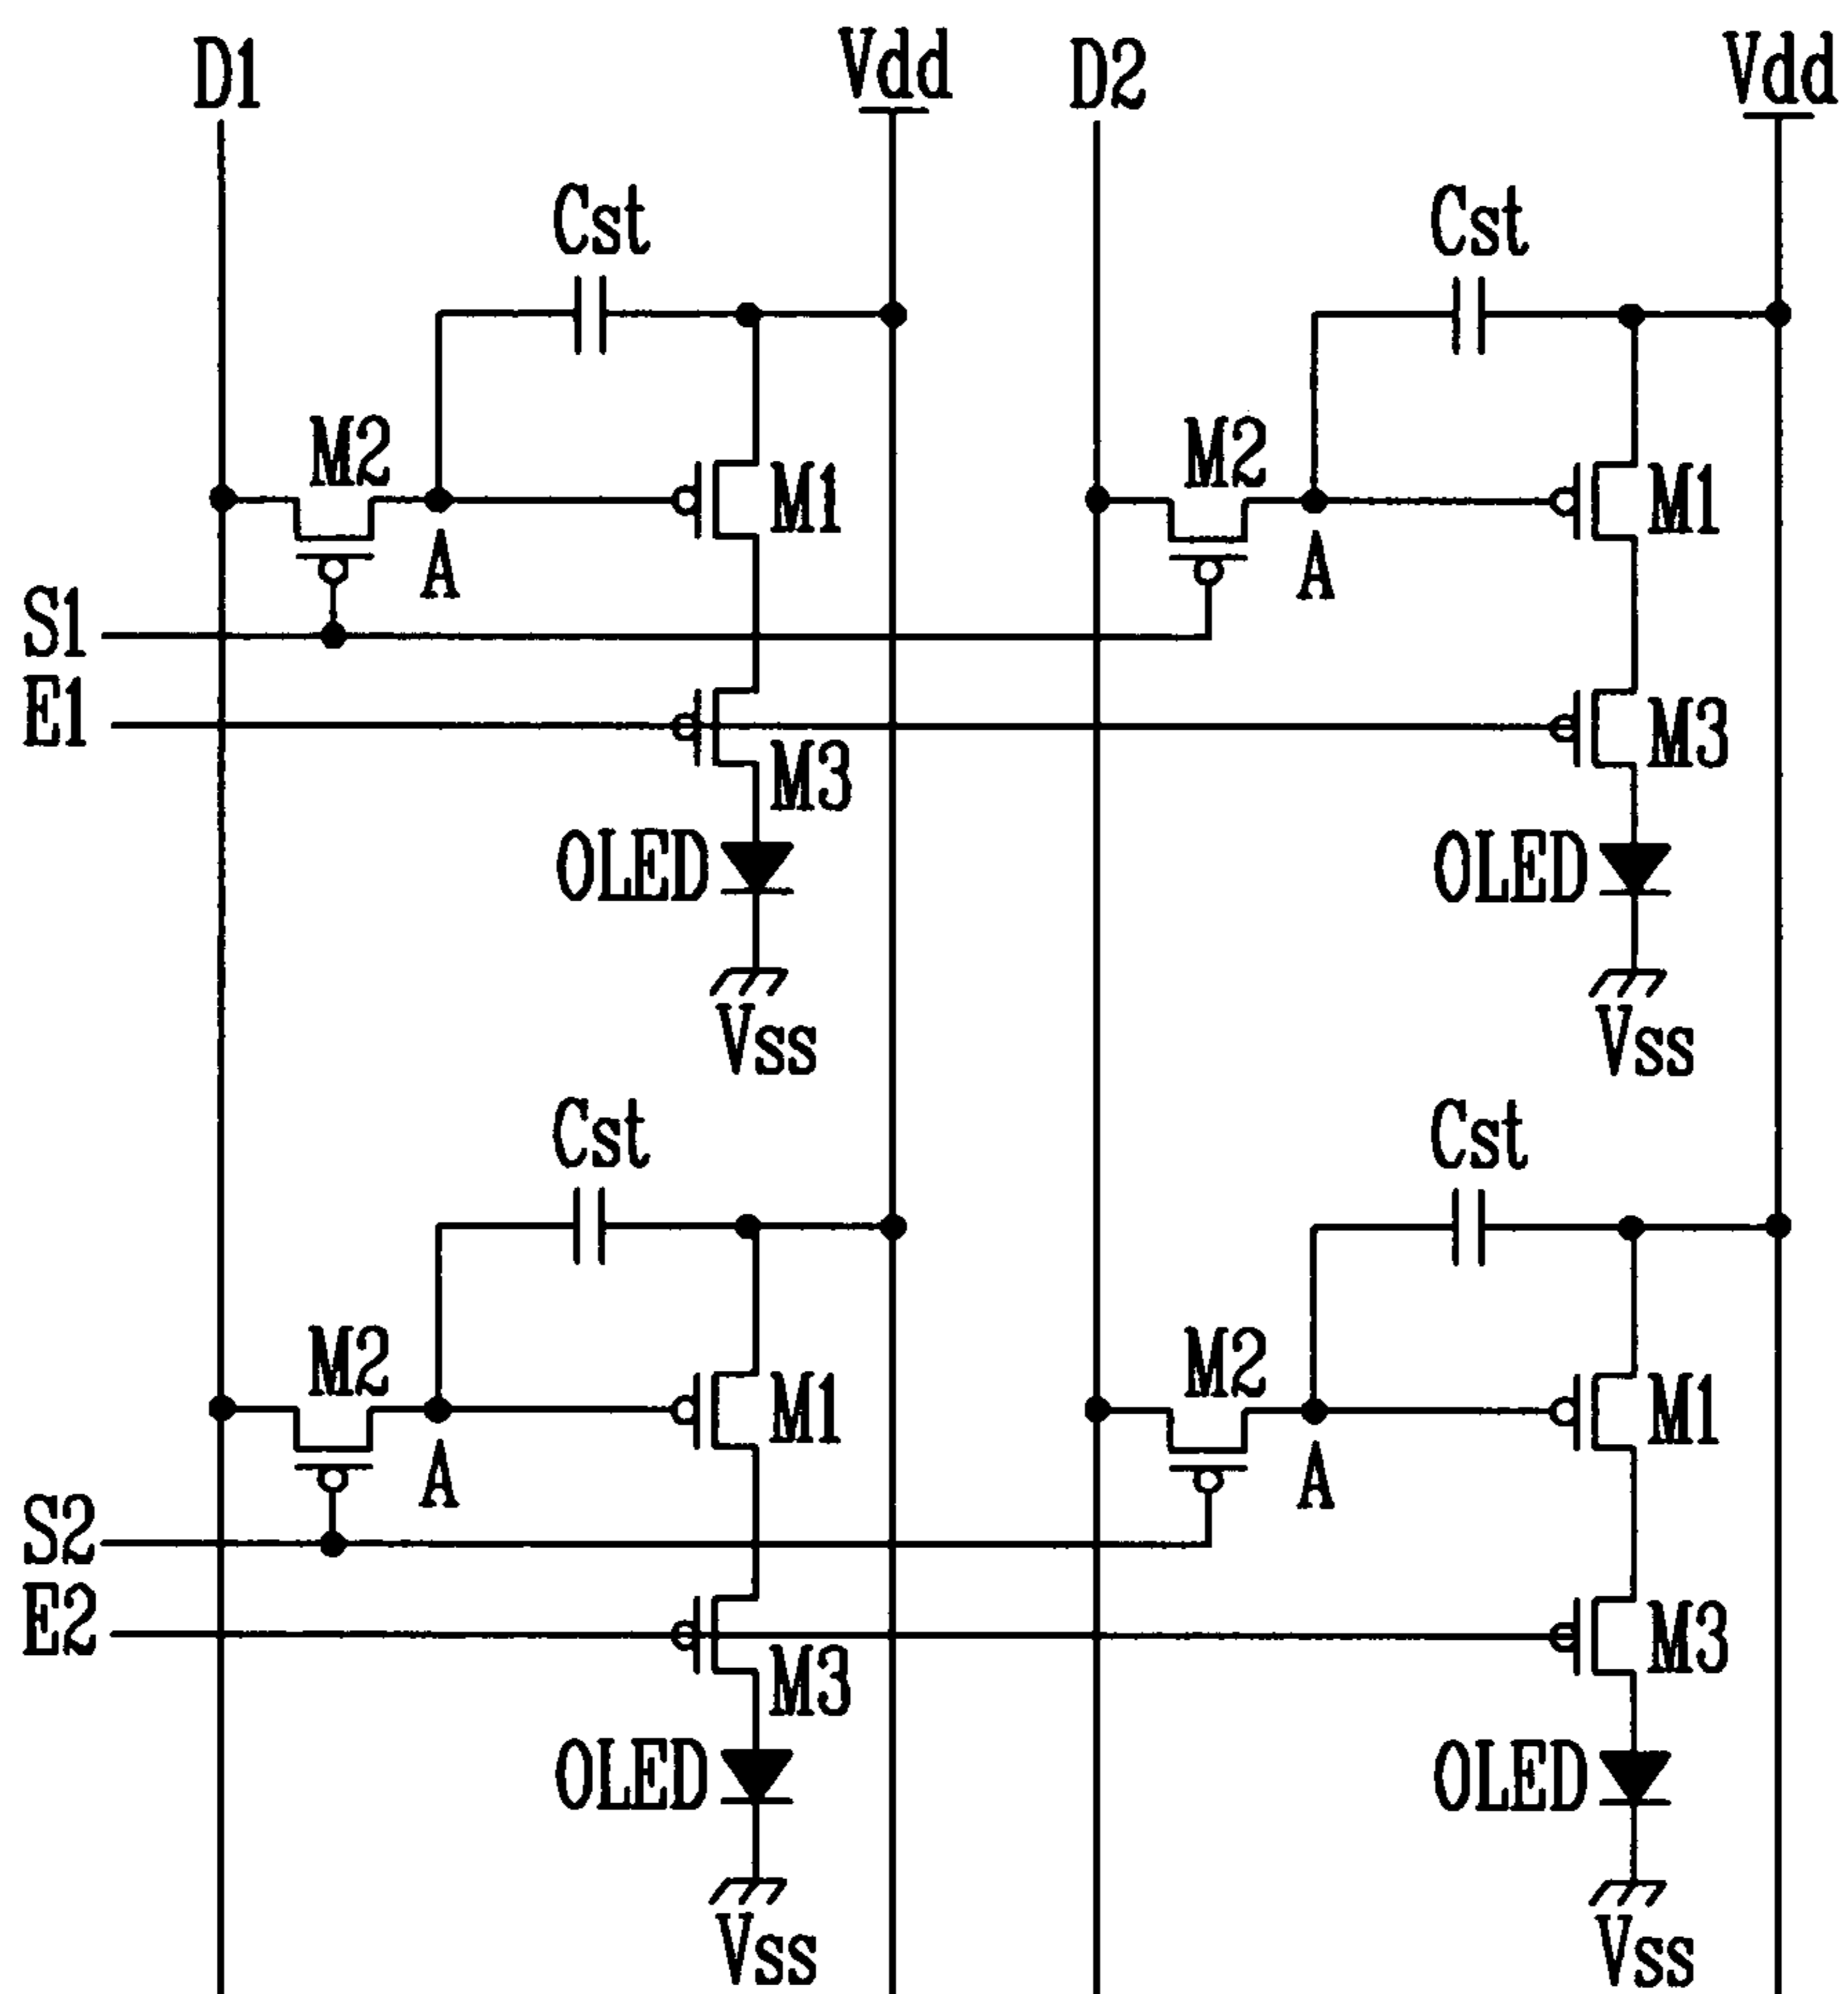 D1 Vdd D2 Vdd
Cst Cst
M2 M1 M2 M1
A A
S1
E1
M3 M3
OLED OLED
Vss Vss
Cst Cst
M2 M1 M2 M1
A A
S2
E2
M3 M3
OLED OLED
Vss Vss